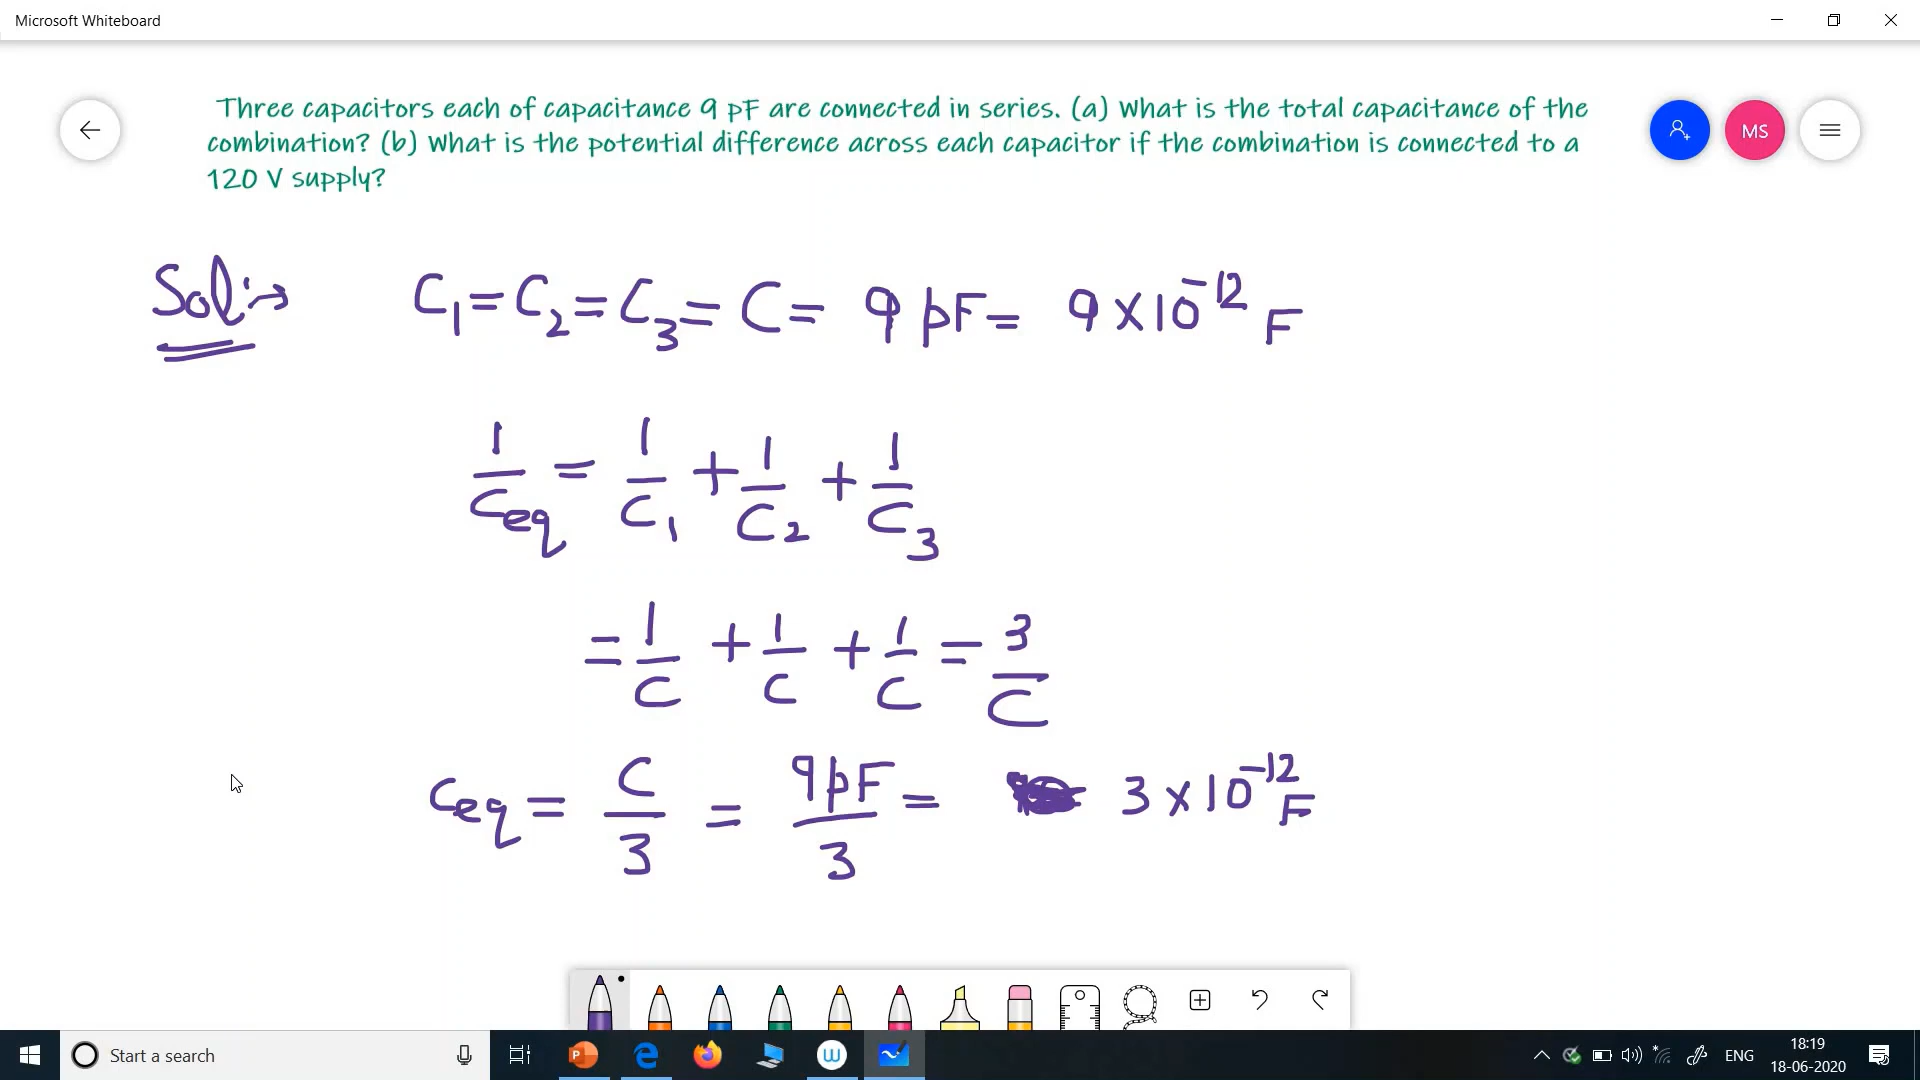 Microsoft Whiteboard
Three capacitors each of capacitance 9 pF are connected in series. (a) What is the total capacitance of the
combination? (b) What is the potential difference across each capacitor if the combination is connected to a
120 V supply?
MS
Sol:→ C₁ = C₂ = C₃ = C = 9 pF = 9 × 10⁻¹² F
1/Ceq = 1/C₁ + 1/C₂ + 1/C₃
= 1/C + 1/C + 1/C = 3/C
Ceq = C/3 = 9pF/3 = 3 × 10⁻¹² F
Start a search
ENG
18:19
18-06-2020